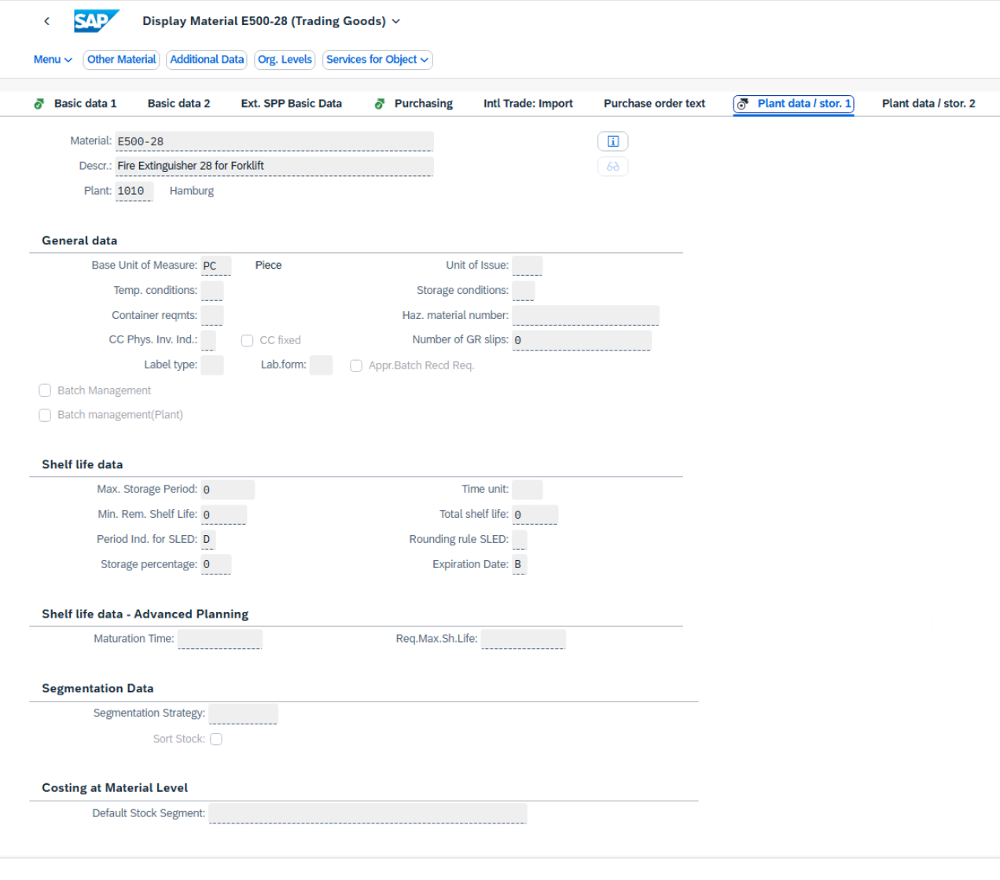 SAP Display Material E500-28 (Trading Goods)
Menu Other Material Additional Data Org. Levels Services for Object
Basic data 1 Basic data 2 Ext. SPP Basic Data Purchasing Intl Trade: Import Purchase order text Plant data / stor. 1 Plant data / stor. 2
Material: E500-28
Descr.: Fire Extinguisher 28 for Forklift
Plant: 1010 Hamburg
General data
Base Unit of Measure: PC Piece Unit of Issue:
Temp. conditions: Storage conditions:
Container reqmts: Haz. material number:
CC Phys. Inv. Ind.: CC fixed Number of GR slips: 0
Label type: Lab.form: Appr.Batch Recd Req.
Batch Management
Batch management(Plant)
Shelf life data
Max. Storage Period: 0 Time unit:
Min. Rem. Shelf Life: 0 Total shelf life: 0
Period Ind. for SLED: D Rounding rule SLED:
Storage percentage: 0 Expiration Date: B
Shelf life data - Advanced Planning
Maturation Time: Req.Max.Sh.Life:
Segmentation Data
Segmentation Strategy:
Sort Stock:
Costing at Material Level
Default Stock Segment: